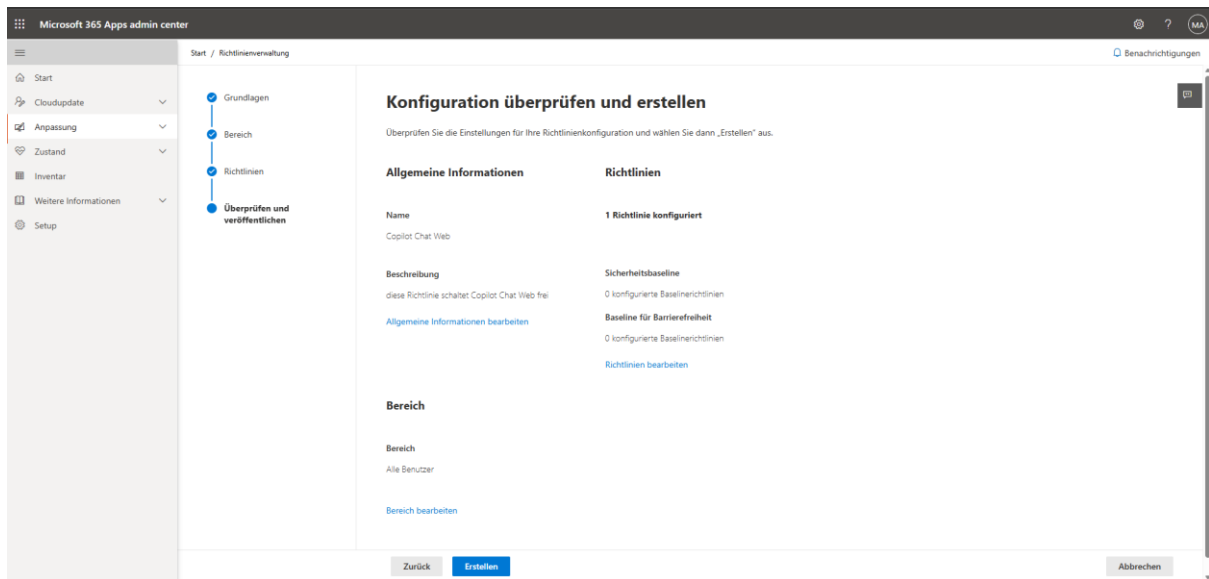 Microsoft 365 Apps admin center
?
MA
Start / Richtlinienverwaltung
Benachrichtigungen
Start
Cloudupdate
Anpassung
Zustand
Inventar
Weitere Informationen
Setup
Grundlagen
Bereich
Richtlinien
Überprüfen und
veröffentlichen
Konfiguration überprüfen und erstellen
Überprüfen Sie die Einstellungen für Ihre Richtlinienkonfiguration und wählen Sie dann „Erstellen" aus.
Allgemeine Informationen
Name
Copilot Chat Web
Beschreibung
diese Richtlinie schaltet Copilot Chat Web frei
Allgemeine Informationen bearbeiten
Richtlinien
1 Richtlinie konfiguriert
Sicherheitsbaseline
0 konfigurierte Baselinerichtlinien
Baseline für Barrierefreiheit
0 konfigurierte Baselinerichtlinien
Richtlinien bearbeiten
Bereich
Bereich
Alle Benutzer
Bereich bearbeiten
Zurück
Erstellen
Abbrechen